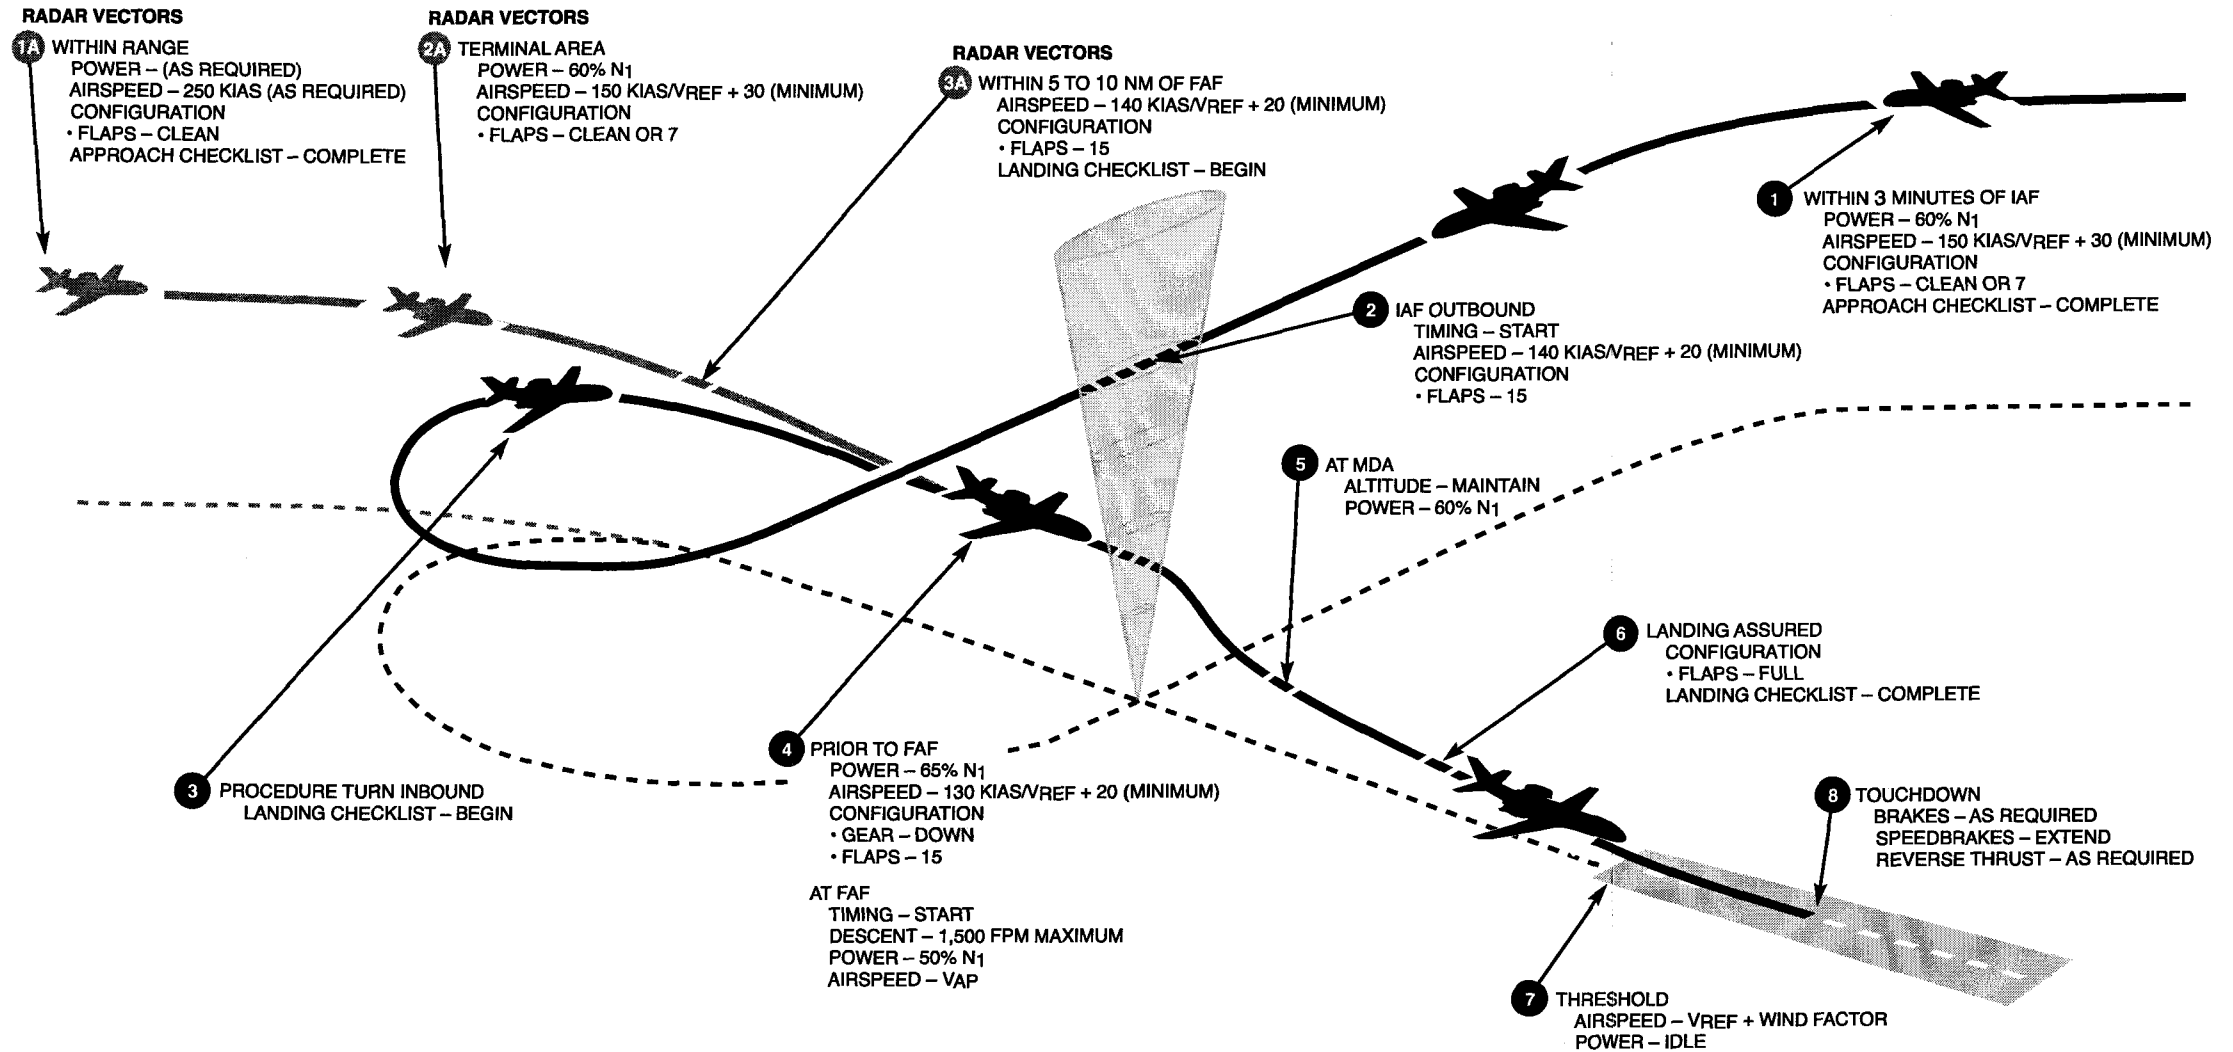 RADAR VECTORS
1A WITHIN RANGE
POWER – (AS REQUIRED)
AIRSPEED – 250 KIAS (AS REQUIRED)
CONFIGURATION
• FLAPS – CLEAN
APPROACH CHECKLIST – COMPLETE
RADAR VECTORS
2A TERMINAL AREA
POWER – 60% N1
AIRSPEED – 150 KIAS/VREF + 30 (MINIMUM)
CONFIGURATION
• FLAPS – CLEAN OR 7
RADAR VECTORS
3A WITHIN 5 TO 10 NM OF FAF
AIRSPEED – 140 KIAS/VREF + 20 (MINIMUM)
CONFIGURATION
• FLAPS – 15
LANDING CHECKLIST – BEGIN
1 WITHIN 3 MINUTES OF IAF
POWER – 60% N1
AIRSPEED – 150 KIAS/VREF + 30 (MINIMUM)
CONFIGURATION
• FLAPS – CLEAN OR 7
APPROACH CHECKLIST – COMPLETE
2 IAF OUTBOUND
TIMING – START
AIRSPEED – 140 KIAS/VREF + 20 (MINIMUM)
CONFIGURATION
• FLAPS – 15
3 PROCEDURE TURN INBOUND
LANDING CHECKLIST – BEGIN
4 PRIOR TO FAF
POWER – 65% N1
AIRSPEED – 130 KIAS/VREF + 20 (MINIMUM)
CONFIGURATION
• GEAR – DOWN
• FLAPS – 15
AT FAF
TIMING – START
DESCENT – 1,500 FPM MAXIMUM
POWER – 50% N1
AIRSPEED – VAP
5 AT MDA
ALTITUDE – MAINTAIN
POWER – 60% N1
6 LANDING ASSURED
CONFIGURATION
• FLAPS – FULL
LANDING CHECKLIST – COMPLETE
7 THRESHOLD
AIRSPEED – VREF + WIND FACTOR
POWER – IDLE
8 TOUCHDOWN
BRAKES – AS REQUIRED
SPEEDBRAKES – EXTEND
REVERSE THRUST – AS REQUIRED